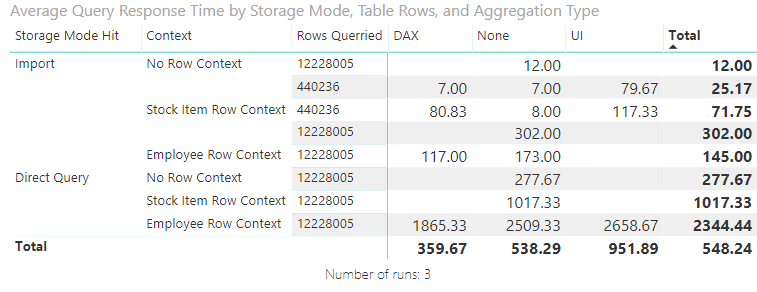 Average Query Response Time by Storage Mode, Table Rows, and Aggregation Type
Storage Mode Hit Context Rows Querried DAX None UI Total
Import No Row Context 12228005 12.00 12.00
440236 7.00 7.00 79.67 25.17
Stock Item Row Context 440236 80.83 8.00 117.33 71.75
12228005 302.00 302.00
Employee Row Context 12228005 117.00 173.00 145.00
Direct Query No Row Context 12228005 277.67 277.67
Stock Item Row Context 12228005 1017.33 1017.33
Employee Row Context 12228005 1865.33 2509.33 2658.67 2344.44
Total 359.67 538.29 951.89 548.24
Number of runs: 3